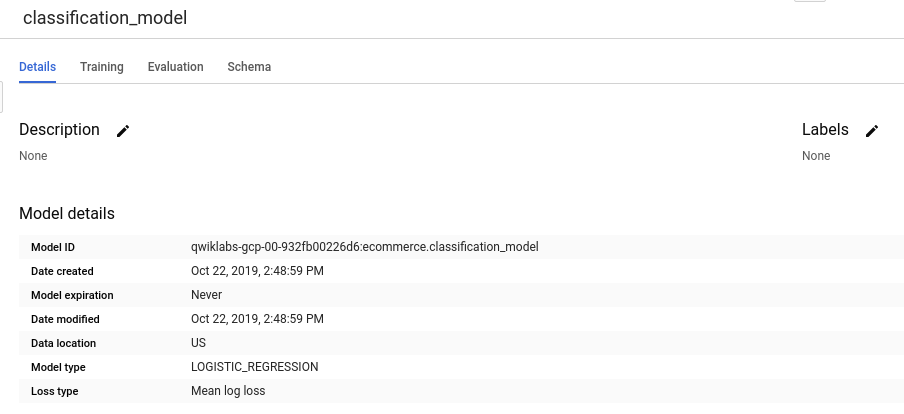 classification_model
Details Training Evaluation Schema
Description Labels
None None
Model details
Model ID qwiklabs-gcp-00-932fb00226d6:ecommerce.classification_model
Date created Oct 22, 2019, 2:48:59 PM
Model expiration Never
Date modified Oct 22, 2019, 2:48:59 PM
Data location US
Model type LOGISTIC_REGRESSION
Loss type Mean log loss